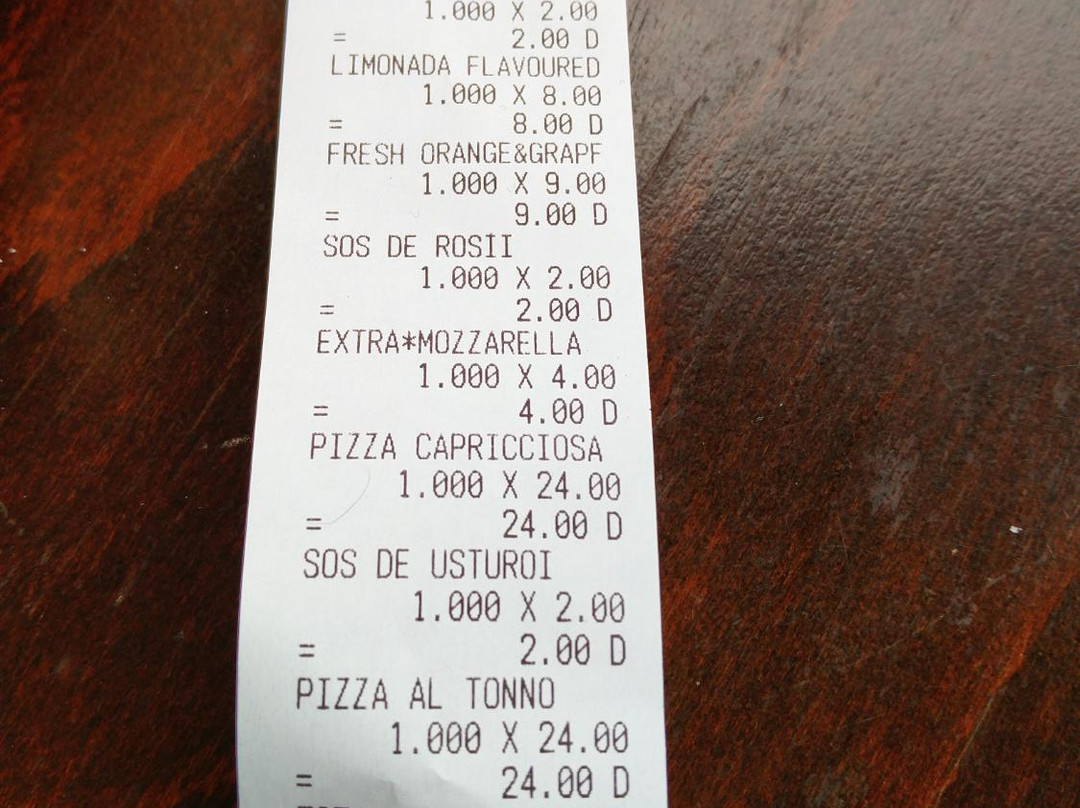 1.000 X 2.00
= 2.00 D
LIMONADA FLAVOURED
1.000 X 8.00
= 8.00 D
FRESH ORANGE&GRAPF
1.000 X 9.00
= 9.00 D
SOS DE ROSII
1.000 X 2.00
= 2.00 D
EXTRA*MOZZARELLA
1.000 X 4.00
= 4.00 D
PIZZA CAPRICCIOSA
1.000 X 24.00
= 24.00 D
SOS DE USTUROI
1.000 X 2.00
= 2.00 D
PIZZA AL TONNO
1.000 X 24.00
= 24.00 D